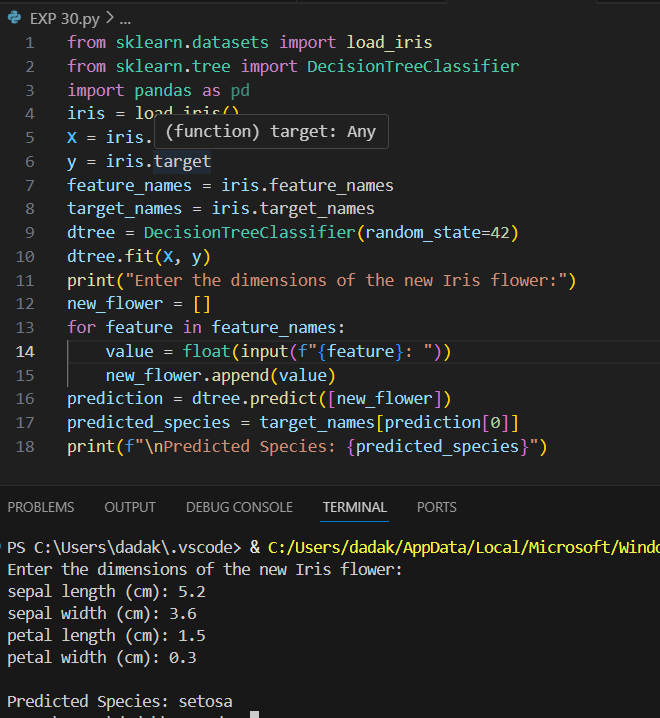 EXP 30.py > ...
1 from sklearn.datasets import load_iris
2 from sklearn.tree import DecisionTreeClassifier
3 import pandas as pd
4 iris = load_iris()
(function) target: Any
5 X = iris.
6 y = iris.target
7 feature_names = iris.feature_names
8 target_names = iris.target_names
9 dtree = DecisionTreeClassifier(random_state=42)
10 dtree.fit(X, y)
11 print("Enter the dimensions of the new Iris flower:")
12 new_flower = []
13 for feature in feature_names:
14     value = float(input(f"{feature}: "))
15     new_flower.append(value)
16 prediction = dtree.predict([new_flower])
17 predicted_species = target_names[prediction[0]]
18 print(f"\nPredicted Species: {predicted_species}")
PROBLEMS OUTPUT DEBUG CONSOLE TERMINAL PORTS
PS C:\Users\dadak\.vscode> & C:/Users/dadak/AppData/Local/Microsoft/Windo
Enter the dimensions of the new Iris flower:
sepal length (cm): 5.2
sepal width (cm): 3.6
petal length (cm): 1.5
petal width (cm): 0.3
Predicted Species: setosa